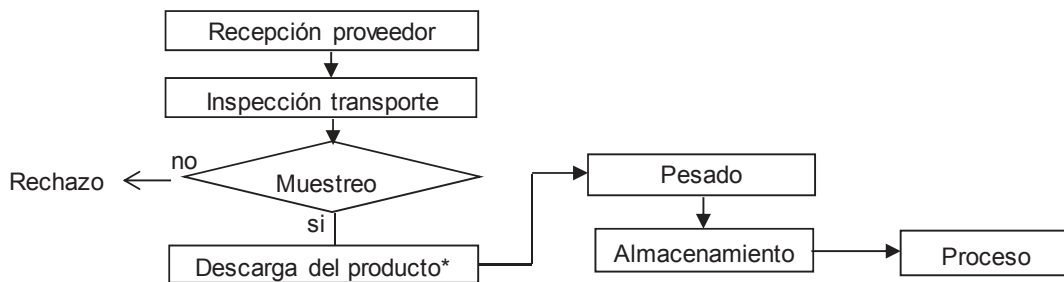 Recepción proveedor
Inspección transporte
no
Rechazo
Muestreo
si
Descarga del producto*
Pesado
Almacenamiento
Proceso